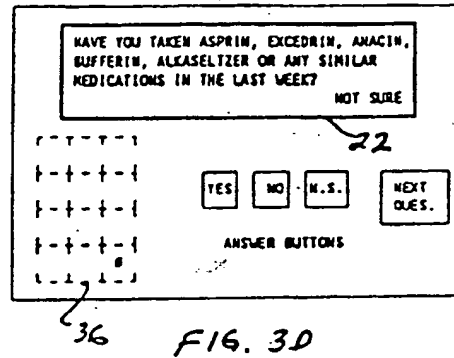 HAVE YOU TAKEN ASPRIN, EXCEDRIN, ANACIN,
BUFFERIN, ALKASELTZER OR ANY SIMILAR
MEDICATIONS IN THE LAST WEEK?
NOT SURE
22
YES NO N.S. NEXT
QUES.
ANSWER BUTTONS
36
FIG. 3D